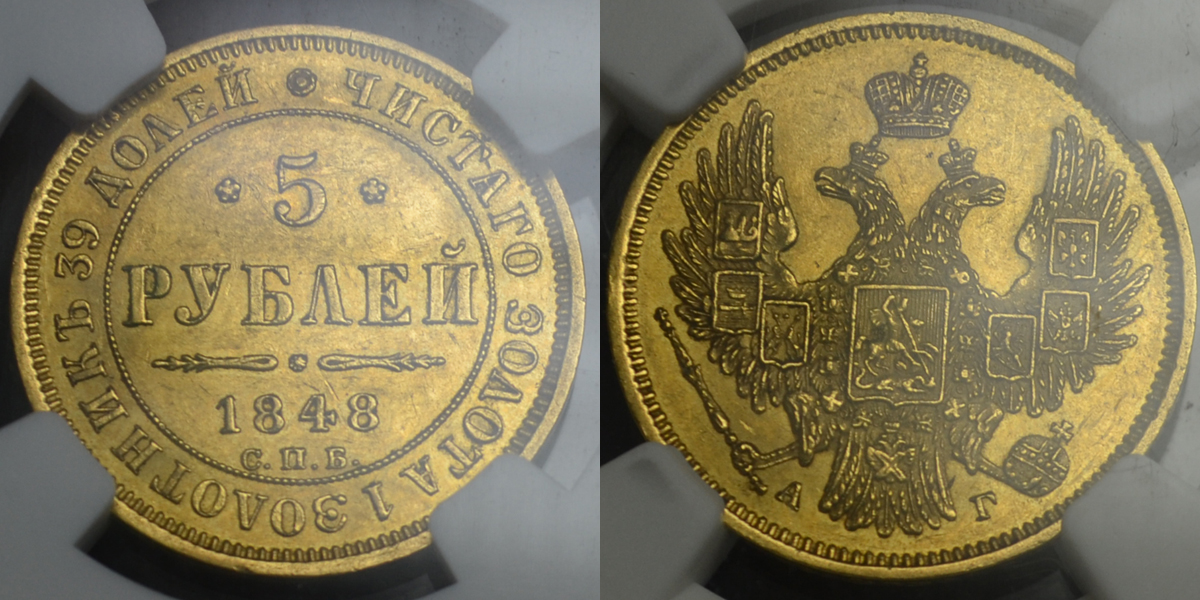 ЧИСТАГО ЗОЛОТА 1 ЗОЛОТНИКЪ 39 ДОЛЕЙ
5
РУБЛЕЙ
1848
С.П.Б.
А Г